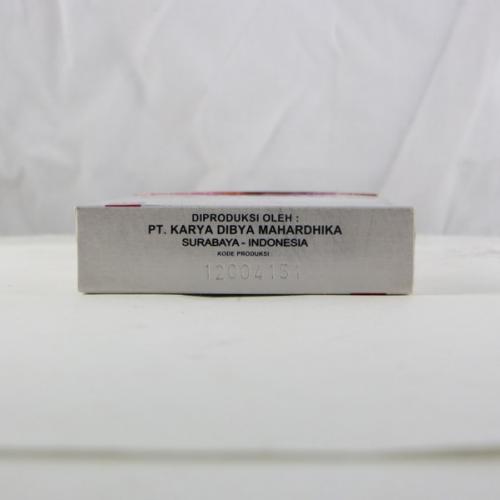 DIPRODUKSI OLEH :
PT. KARYA DIBYA MAHARDHIKA
SURABAYA - INDONESIA
KODE PRODUKSI :
12004151